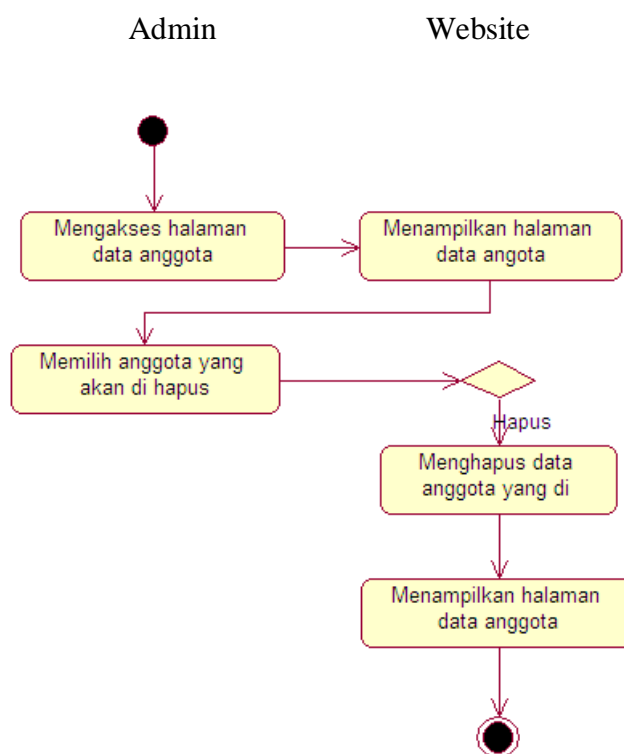 Admin Website
Mengakses halaman
data anggota
Menampilkan halaman
data angota
Memilih anggota yang
akan di hapus
Hapus
Menghapus data
anggota yang di
Menampilkan halaman
data anggota